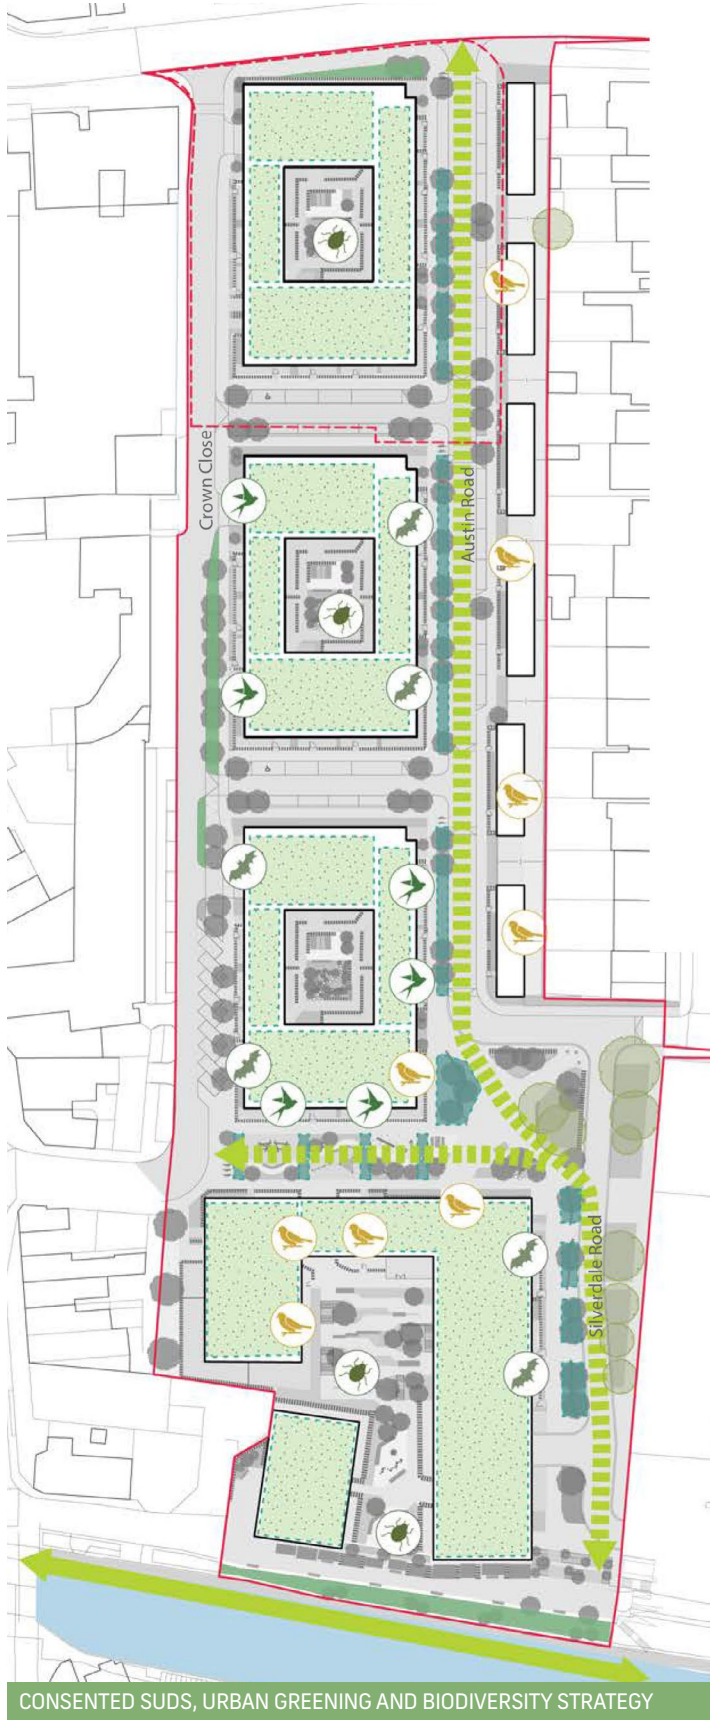 Crown Close
Austin Road
Silverdale Road
CONSENTED SUDS, URBAN GREENING AND BIODIVERSITY STRATEGY